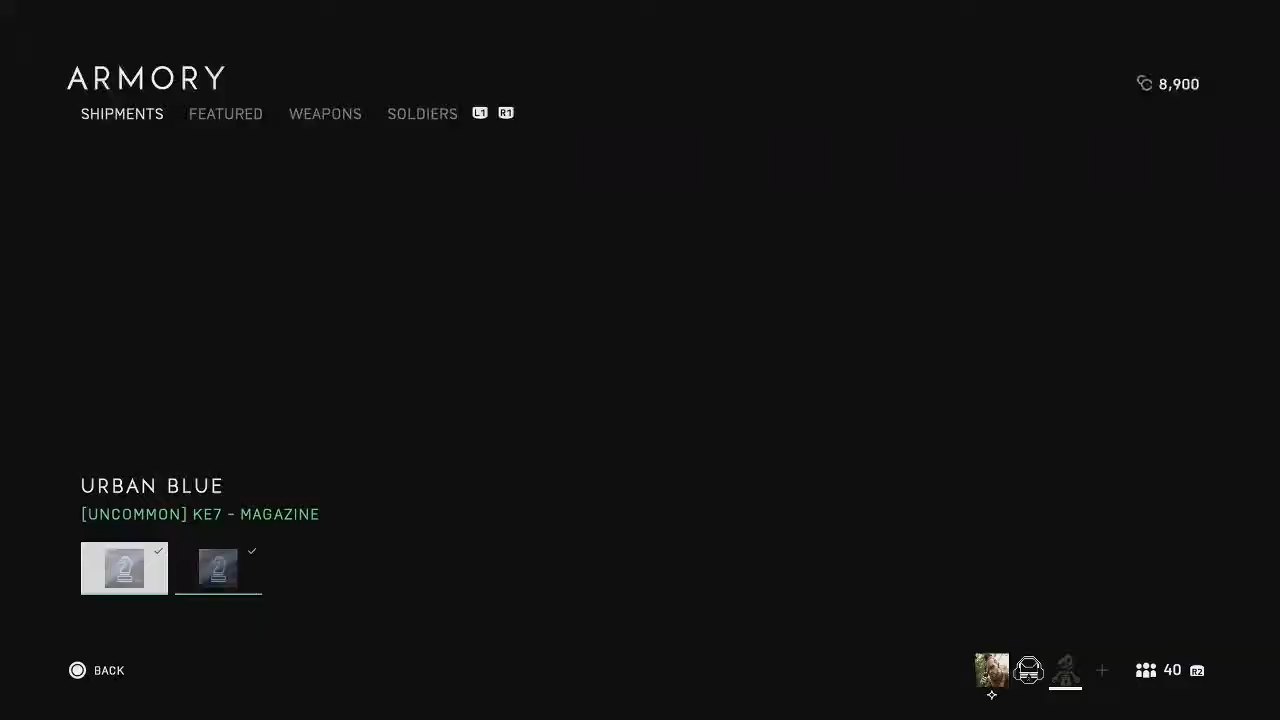 ARMORY
8,900
SHIPMENTS FEATURED WEAPONS SOLDIERS L1 R1
URBAN BLUE
[UNCOMMON] KE7 - MAGAZINE
BACK
40 R2